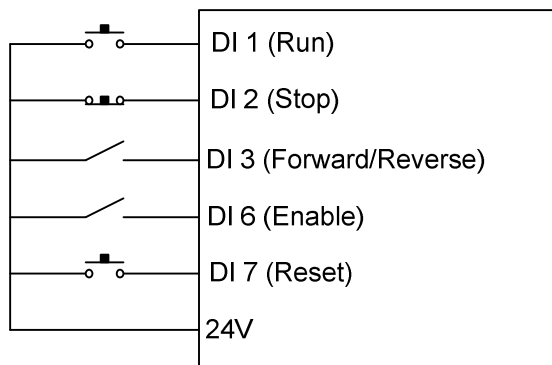 DI 1 (Run)
DI 2 (Stop)
DI 3 (Forward/Reverse)
DI 6 (Enable)
DI 7 (Reset)
24V